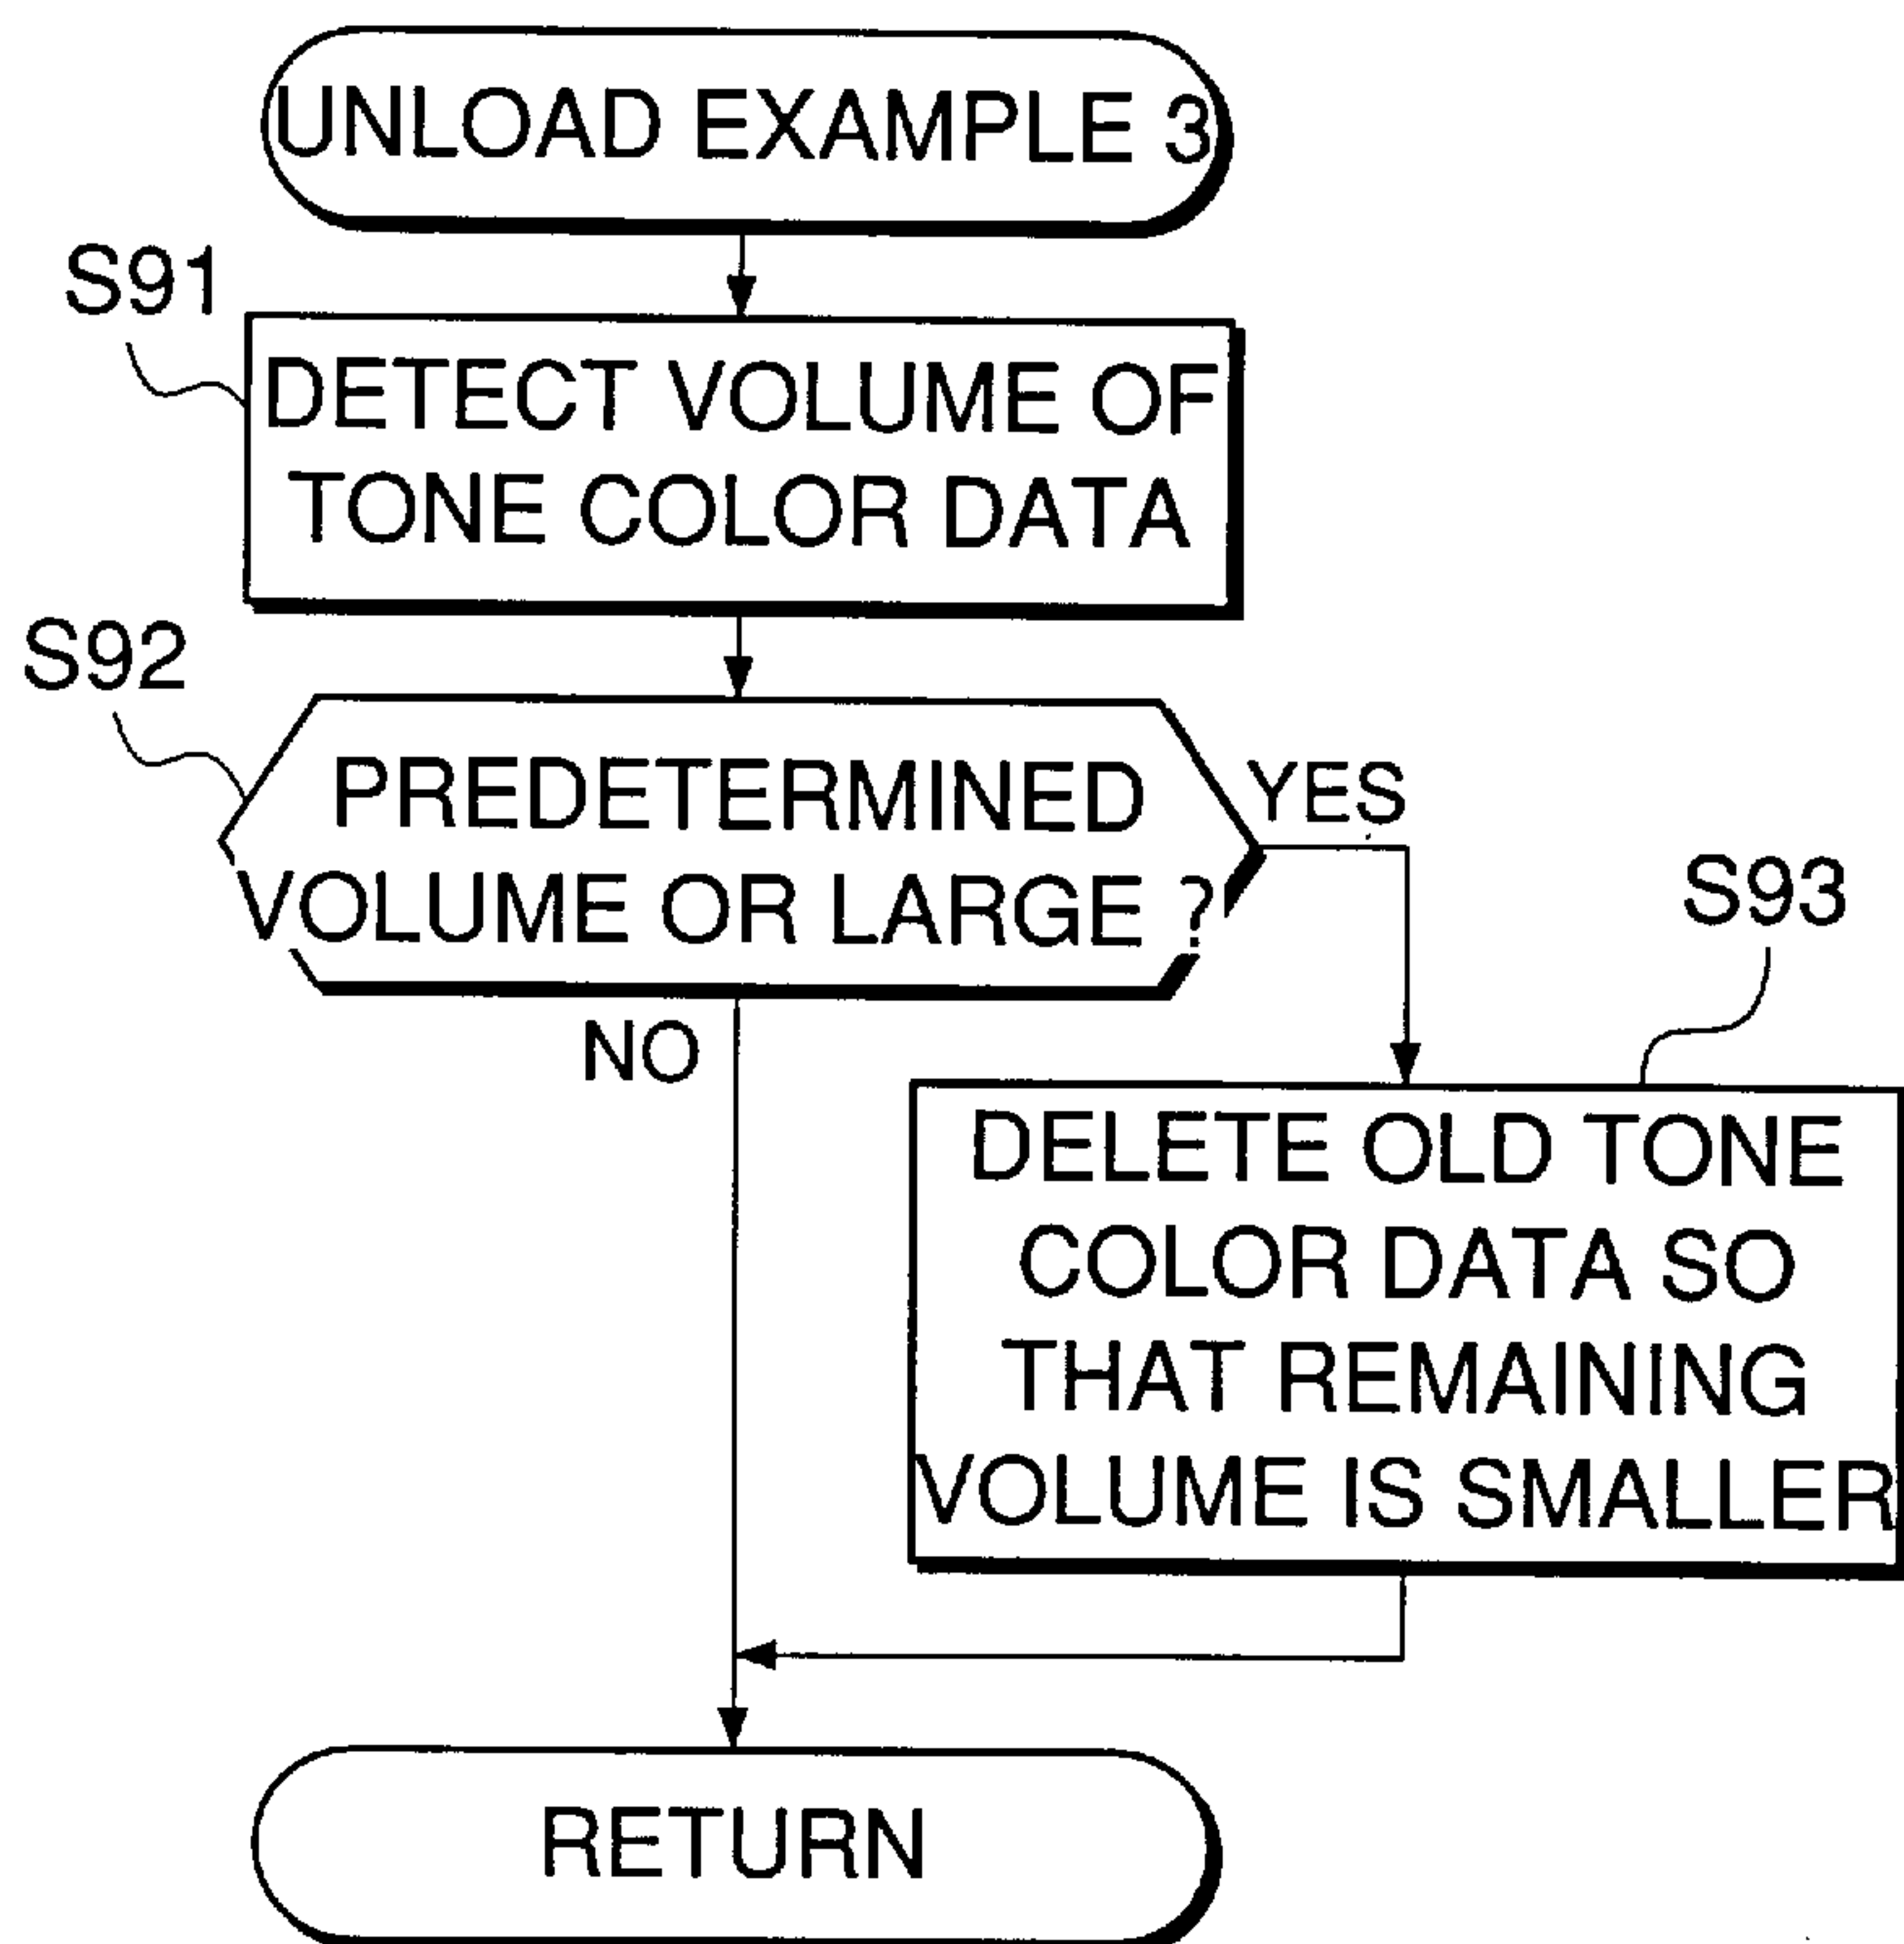 UNLOAD EXAMPLE 3
S91
DETECT VOLUME OF
TONE COLOR DATA
S92
PREDETERMINED
VOLUME OR LARGE ?
YES
NO
S93
DELETE OLD TONE
COLOR DATA SO
THAT REMAINING
VOLUME IS SMALLER
RETURN